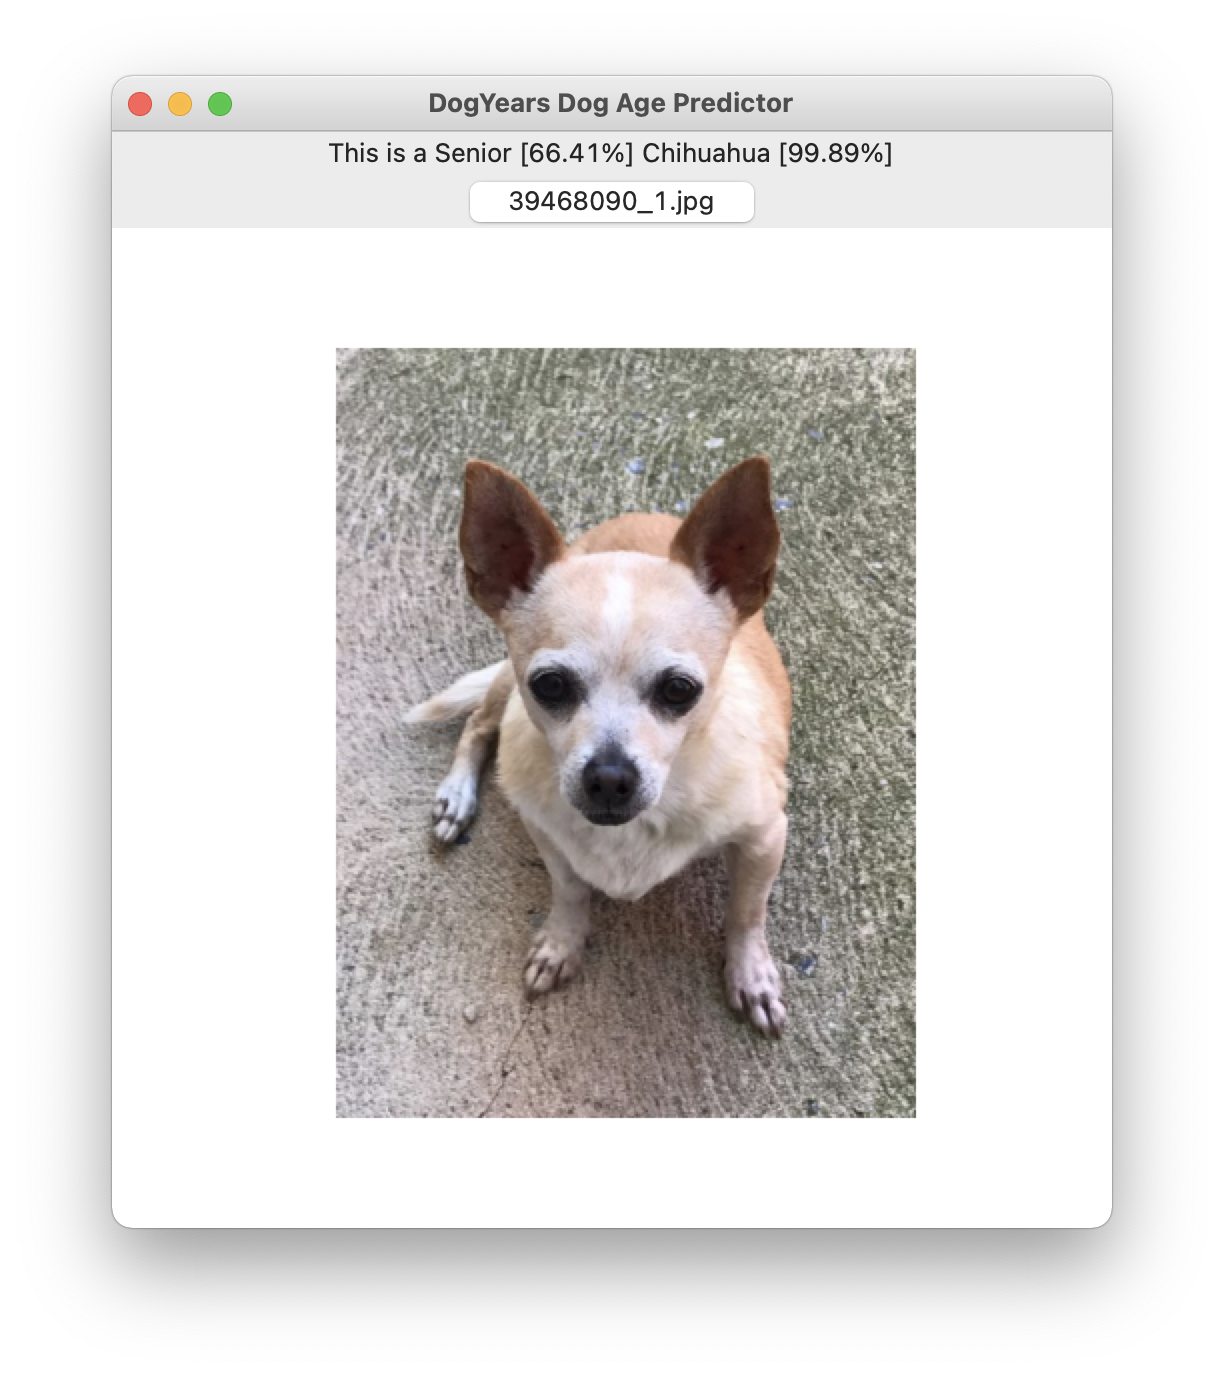 DogYears Dog Age Predictor
This is a Senior [66.41%] Chihuahua [99.89%]
39468090_1.jpg